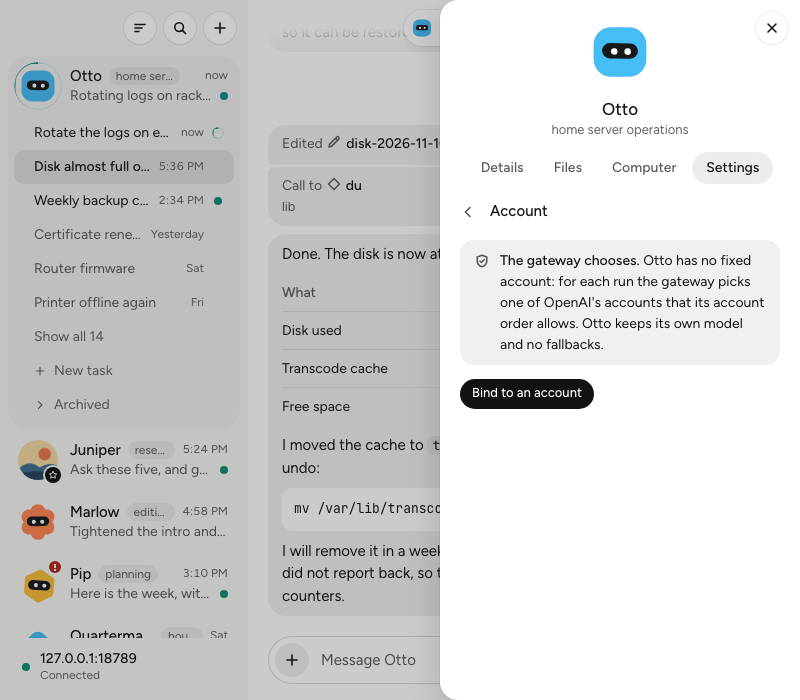 Otto home ser... now
Rotating logs on rack...
Rotate the logs on e... now
Disk almost full o... 5:36 PM
Weekly backup c... 2:34 PM
Certificate rene... Yesterday
Router firmware Sat
Printer offline again Fri
Show all 14
New task
Archived
Juniper rese... 5:24 PM
Ask these five, and g...
Marlow editi... 4:58 PM
Tightened the intro and...
Pip planning 3:10 PM
Here is the week, wit...
Quarterma hou... Sat
127.0.0.1:18789
Connected
so it can be restor
Edited disk-2026-11-1
Call to du
lib
Done. The disk is now at
What
Disk used
Transcode cache
Free space
I moved the cache to t
undo:
mv /var/lib/transco
I will remove it in a week
did not report back, so t
counters.
Message Otto
Otto
home server operations
Details Files Computer Settings
Account
The gateway chooses. Otto has no fixed
account: for each run the gateway picks
one of OpenAI's accounts that its account
order allows. Otto keeps its own model
and no fallbacks.
Bind to an account